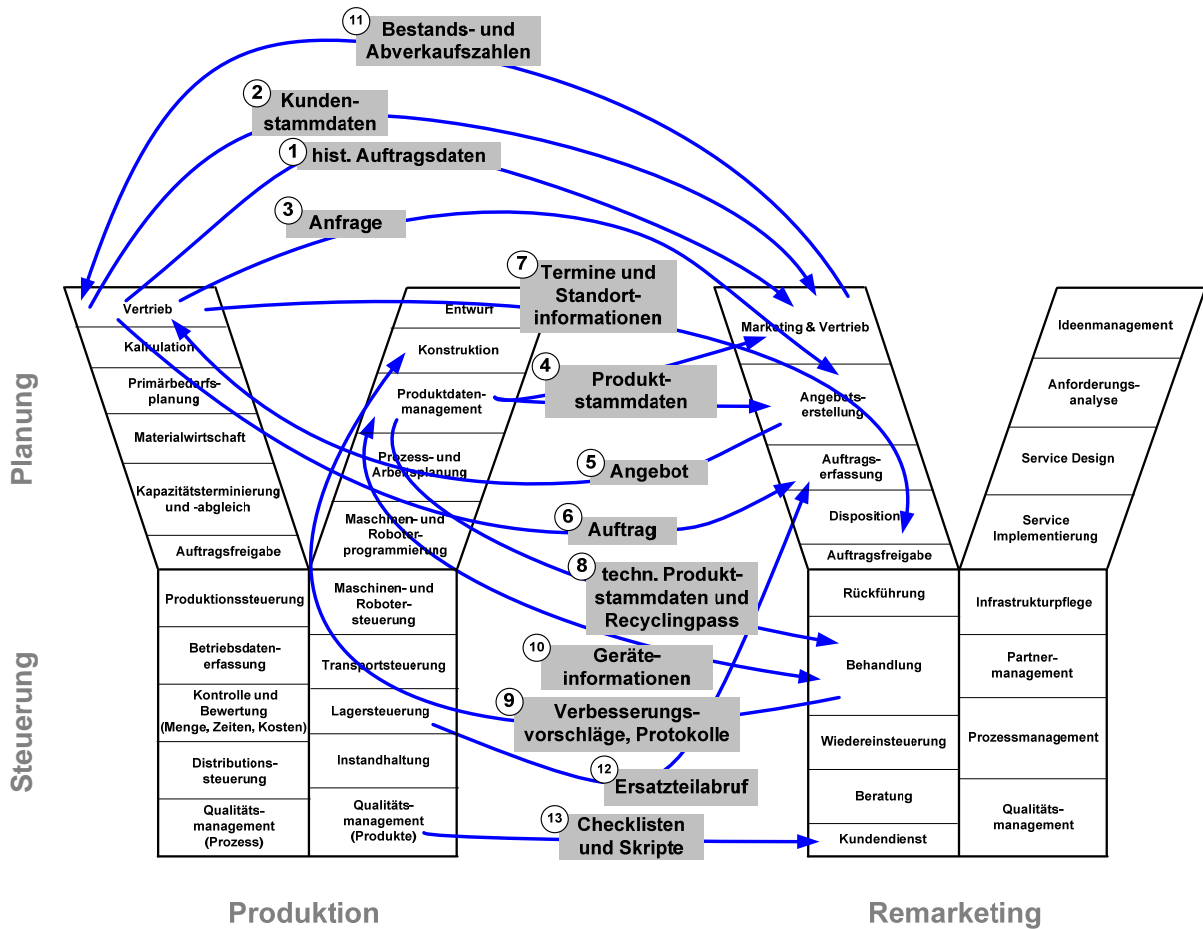 11
Bestands- und
Abverkaufszahlen
2
Kunden-
stammdaten
1
hist. Auftragsdaten
3
Anfrage
7
Termine und
Standort-
informationen
4
Produkt-
stammdaten
5
Angebot
6
Auftrag
8
techn. Produkt-
stammdaten und
Recyclingpass
10
Geräte-
informationen
9
Verbesserungs-
vorschläge, Protokolle
12
Ersatzteilabruf
13
Checklisten
und Skripte
Planung
Steuerung
Vertrieb
Kalkulation
Primärbedarfs-
planung
Materialwirtschaft
Kapazitätsterminierung
und -abgleich
Auftragsfreigabe
Produktionssteuerung
Betriebsdaten-
erfassung
Kontrolle und
Bewertung
(Menge, Zeiten, Kosten)
Distributions-
steuerung
Qualitäts-
management
(Prozess)
Entwurf
Konstruktion
Produktdaten-
management
Prozess- und
Arbeitsplanung
Maschinen- und
Roboter-
programmierung
Maschinen- und
Roboter-
steuerung
Transportsteuerung
Lagersteuerung
Instandhaltung
Qualitäts-
management
(Produkte)
Marketing & Vertrieb
Angebots-
erstellung
Auftrags-
erfassung
Disposition
Auftragsfreigabe
Rückführung
Behandlung
Wiedereinsteuerung
Beratung
Kundendienst
Ideenmanagement
Anforderungs-
analyse
Service Design
Service
Implementierung
Infrastrukturpflege
Partner-
management
Prozessmanagement
Qualitäts-
management
Produktion
Remarketing